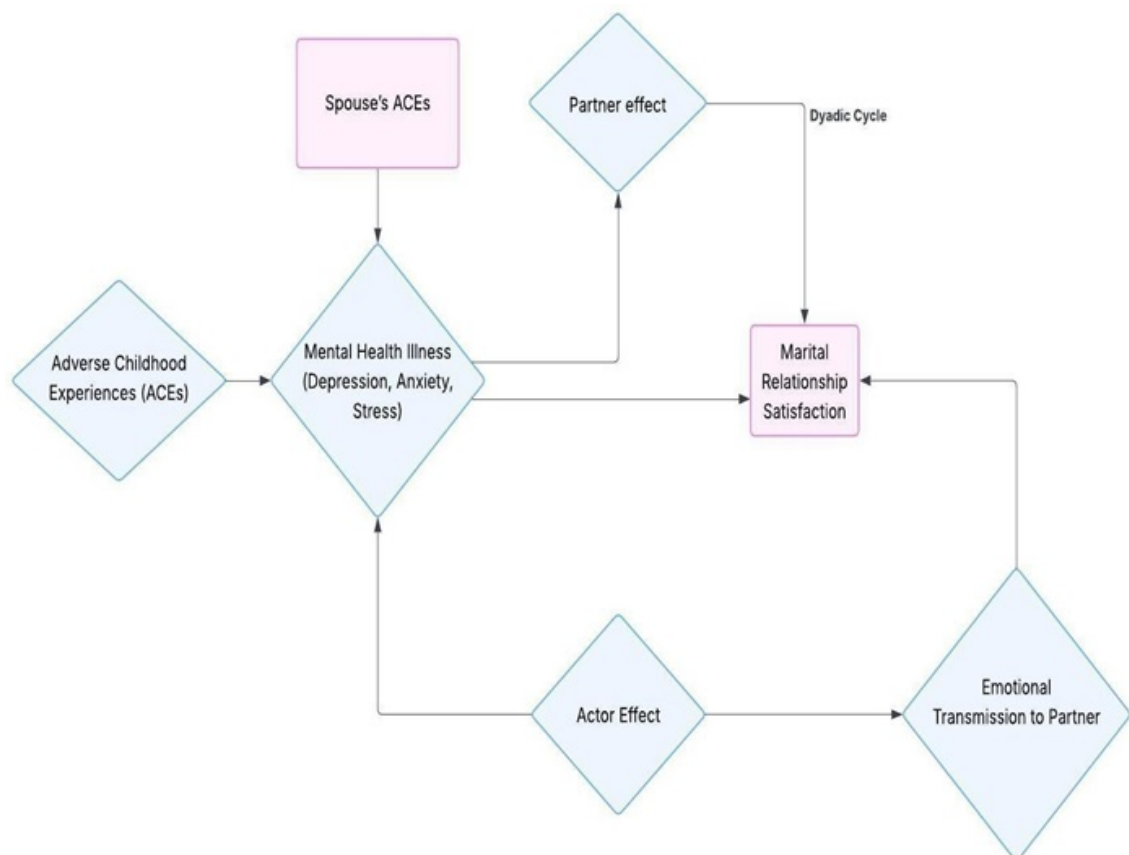 Spouse's ACEs
Partner effect
Dyadic Cycle
Adverse Childhood
Experiences (ACEs)
Mental Health Illness
(Depression, Anxiety,
Stress)
Marital
Relationship
Satisfaction
Actor Effect
Emotional
Transmission to Partner